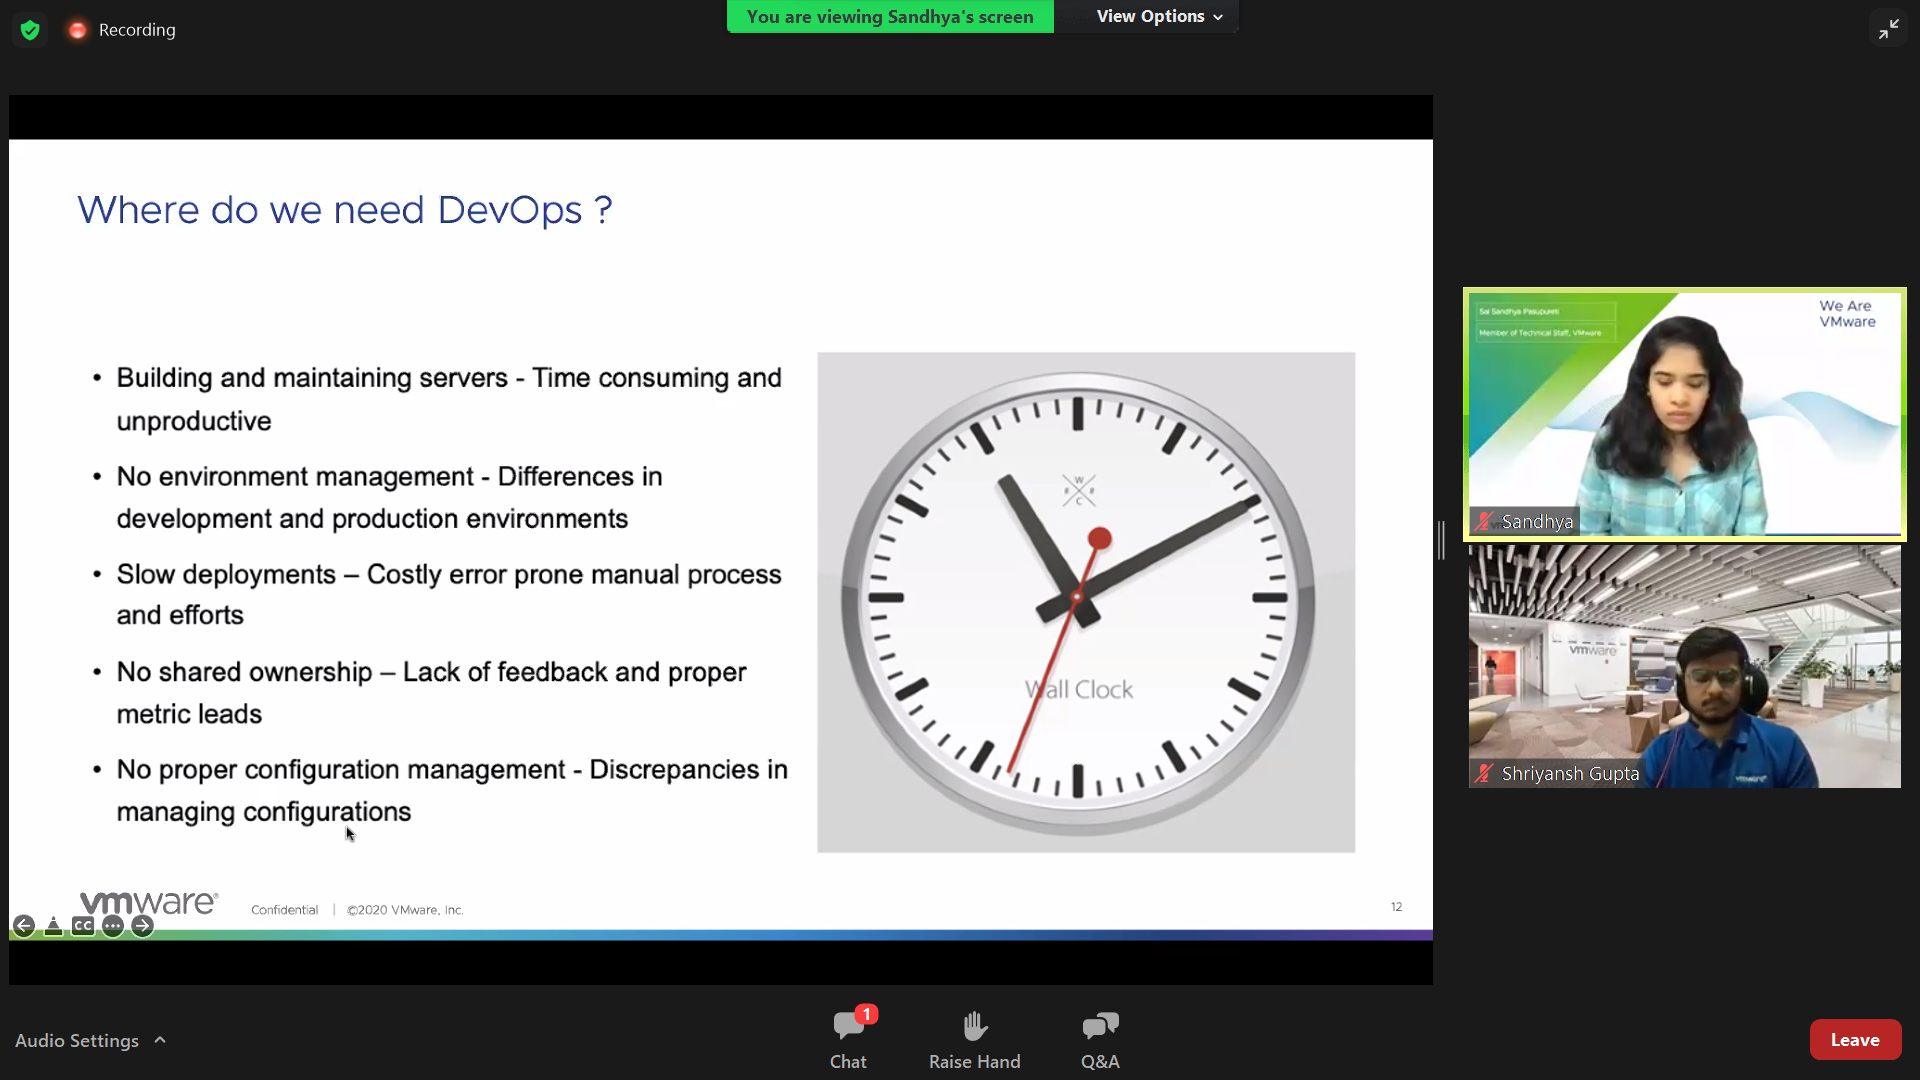 Recording
You are viewing Sandhya's screen
View Options
Where do we need DevOps ?
• Building and maintaining servers - Time consuming and
unproductive
• No environment management - Differences in
development and production environments
• Slow deployments – Costly error prone manual process
and efforts
• No shared ownership – Lack of feedback and proper
metric leads
• No proper configuration management - Discrepancies in
managing configurations
W
F F
C
Wall Clock
vmware®
Confidential | ©2020 VMware, Inc.
12
CC
Sai Sandhya Pasupureti
Member of Technical Staff, VMware
We Are
VMware
Sandhya
vmware
vmware
Shriyansh Gupta
Audio Settings
1
Chat
Raise Hand
Q&A
Leave